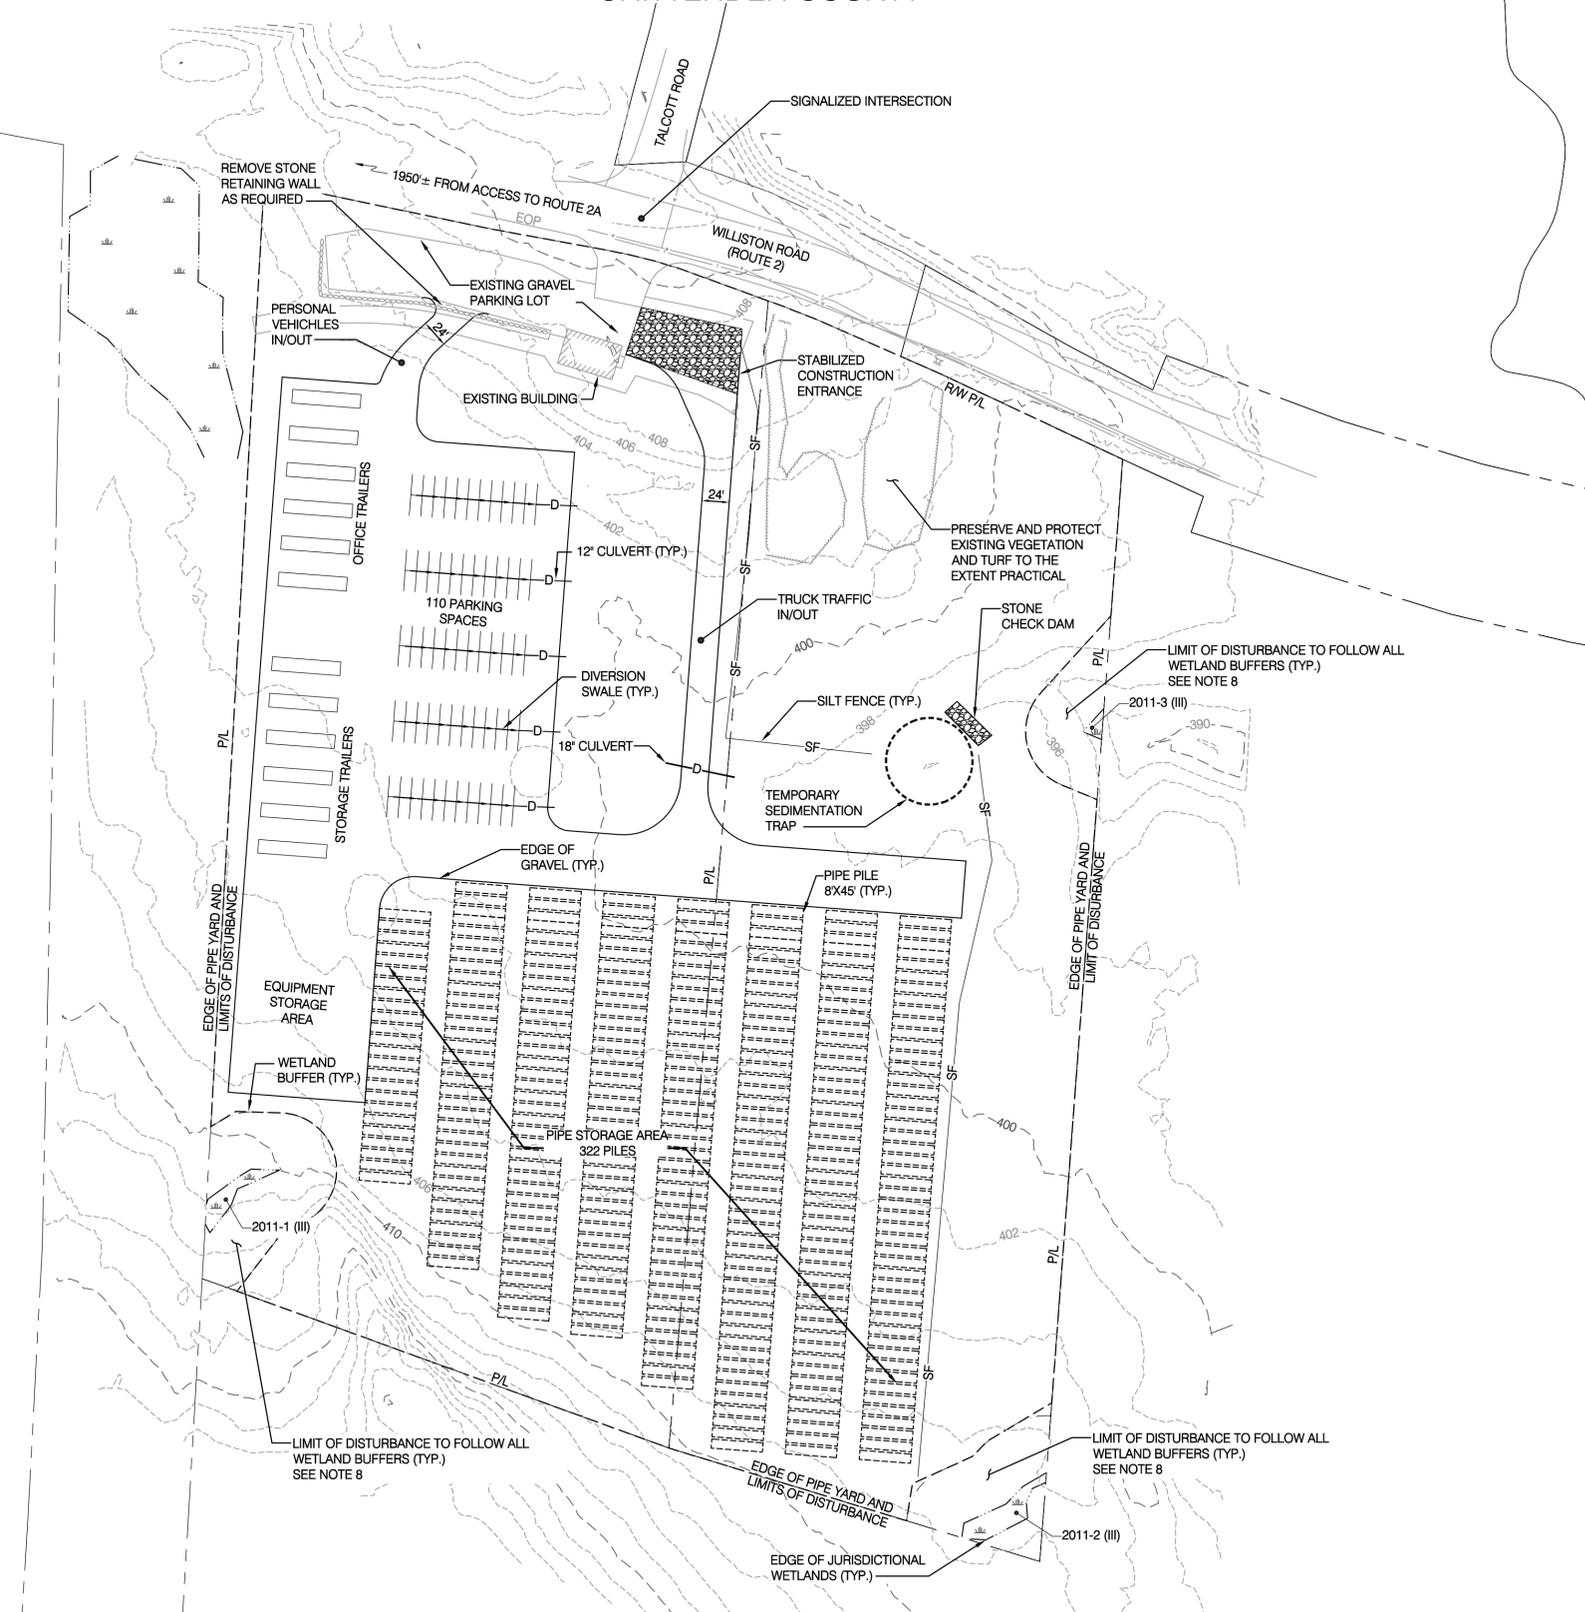 TALCOTT ROAD
SIGNALIZED INTERSECTION
REMOVE STONE
RETAINING WALL
AS REQUIRED
1950'± FROM ACCESS TO ROUTE 2A
EOP
WILLISTON ROAD
(ROUTE 2)
EXISTING GRAVEL
PARKING LOT
408
PERSONAL
VEHICHLES
IN/OUT
24'
STABILIZED
CONSTRUCTION
ENTRANCE
EXISTING BUILDING
R/W P/L
404
406
408
SF
OFFICE TRAILERS
D
24'
402
PRESERVE AND PROTECT
EXISTING VEGETATION
AND TURF TO THE
EXTENT PRACTICAL
12" CULVERT (TYP.)
D
SF
110 PARKING
SPACES
TRUCK TRAFFIC
IN/OUT
STONE
CHECK DAM
400
D
SF
P/L
LIMIT OF DISTURBANCE TO FOLLOW ALL
WETLAND BUFFERS (TYP.)
SEE NOTE 8
DIVERSION
SWALE (TYP.)
SILT FENCE (TYP.)
2011-3 (III)
398
390
P/L
D
18" CULVERT
SF
396
D
STORAGE TRAILERS
D
TEMPORARY
SEDIMENTATION
TRAP
SF
EDGE OF
GRAVEL (TYP.)
P/L
PIPE PILE
8'X45' (TYP.)
EDGE OF PIPE YARD AND
LIMIT OF DISURBANCE
EDGE OF PIPE YARD AND
LIMITS OF DISTURBANCE
EQUIPMENT
STORAGE
AREA
WETLAND
BUFFER (TYP.)
SF
400
PIPE STORAGE AREA
322 PILES
406
2011-1 (III)
410
402
P/L
P/L
SF
LIMIT OF DISTURBANCE TO FOLLOW ALL
WETLAND BUFFERS (TYP.)
SEE NOTE 8
LIMIT OF DISTURBANCE TO FOLLOW ALL
WETLAND BUFFERS (TYP.)
SEE NOTE 8
EDGE OF PIPE YARD AND
LIMITS OF DISTURBANCE
2011-2 (III)
EDGE OF JURISDICTIONAL
WETLANDS (TYP.)